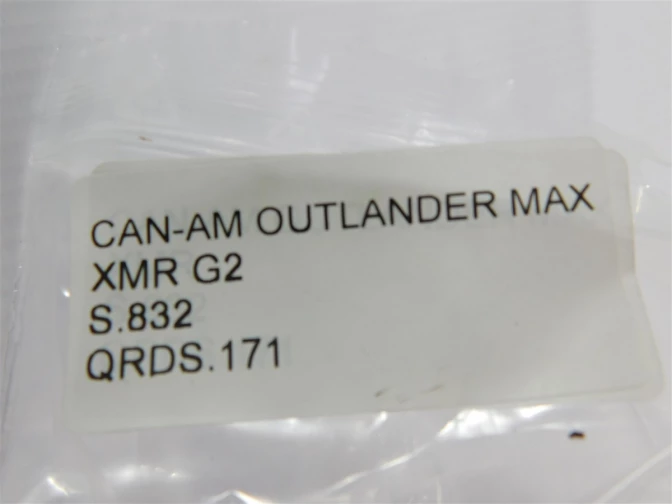 CAN-AM OUTLANDER MAX
XMR G2
S.832
QRDS.171